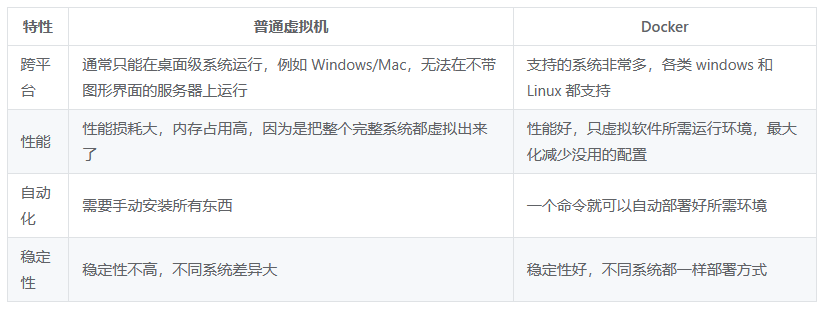 特性 普通虚拟机 Docker
跨平 通常只能在桌面级系统运行，例如 Windows/Mac，无法在不带 支持的系统非常多，各类 windows 和
台 图形界面的服务器上运行 Linux 都支持
性能 性能损耗大，内存占用高，因为是把整个完整系统都虚拟出来 性能好，只虚拟软件所需运行环境，最大
了 化减少没用的配置
自动
化 需要手动安装所有东西 一个命令就可以自动部署好所需环境
稳定
性 稳定性不高，不同系统差异大 稳定性好，不同系统都一样部署方式